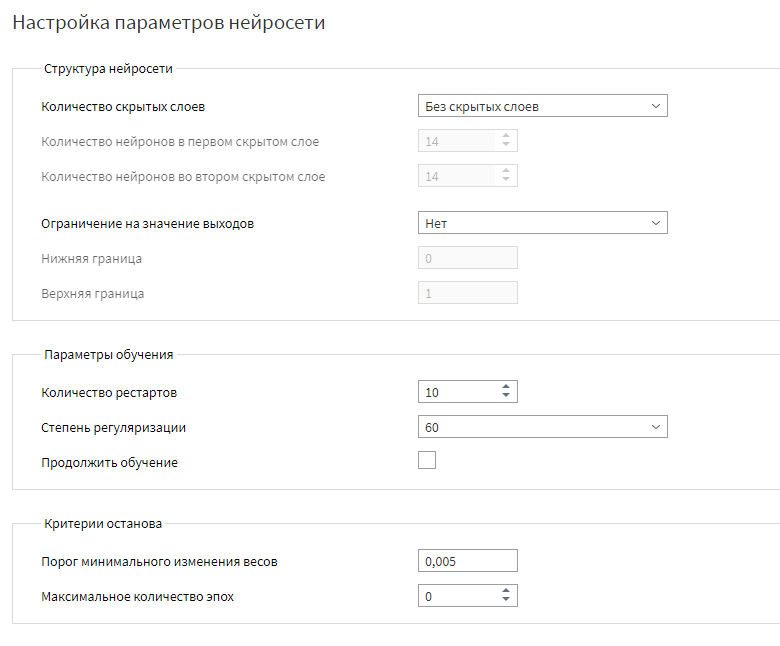 Настройка параметров нейросети
Структура нейросети
Количество скрытых слоев Без скрытых слоев
Количество нейронов в первом скрытом слое 14
Количество нейронов во втором скрытом слое 14
Ограничение на значение выходов Нет
Нижняя граница 0
Верхняя граница 1
Параметры обучения
Количество рестартов 10
Степень регуляризации 60
Продолжить обучение
Критерии останова
Порог минимального изменения весов 0,005
Максимальное количество эпох 0